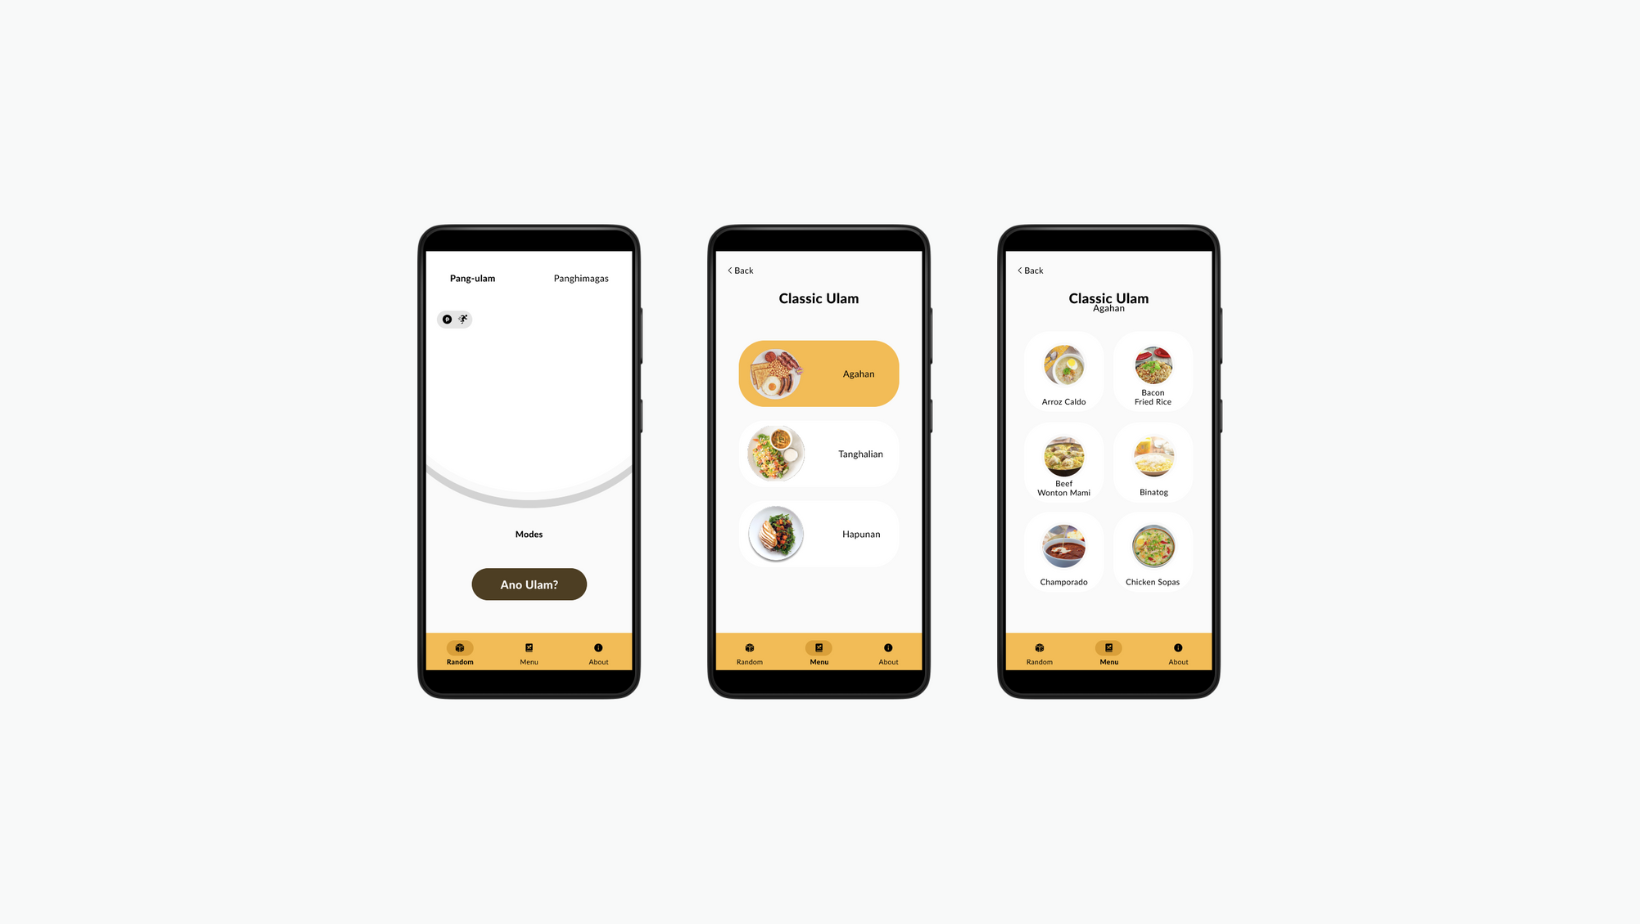 Pang-ulam
Panghimagas
Modes
Ano Ulam?
Random
Menu
About
Back
Classic Ulam
Agahan
Tanghalian
Hapunan
Random
Menu
About
Back
Classic Ulam
Agahan
Arroz Caldo
Bacon
Fried Rice
Beef
Wonton Mami
Binatog
Champorado
Chicken Sopas
Random
Menu
About